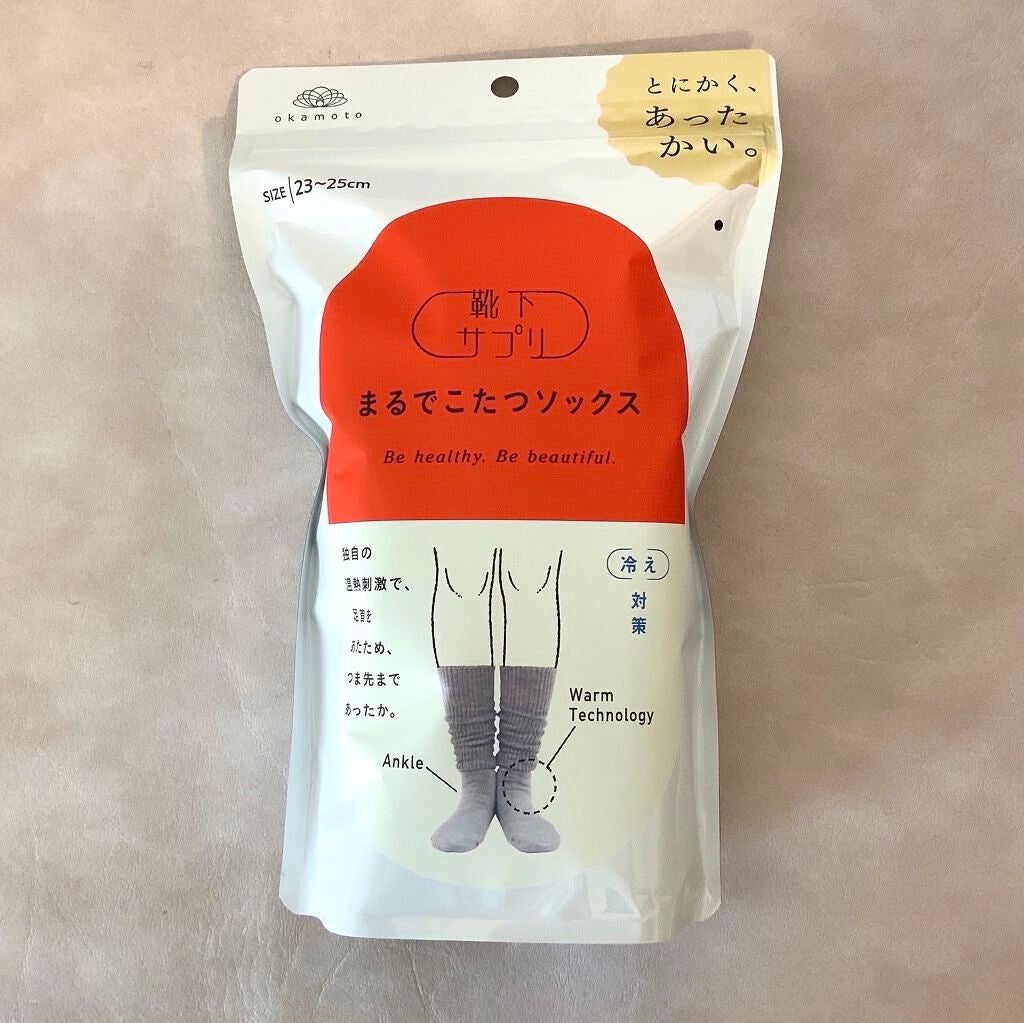 okamoto
とにかく、
あったかい。
SIZE 23~25cm
靴下
サプリ
まるでこたつソックス
Be healthy. Be beautiful.
独自の
温熱刺激で、
足首を
あたため、
つま先まで
あったか。
冷え
対策
Warm
Technology
Ankle